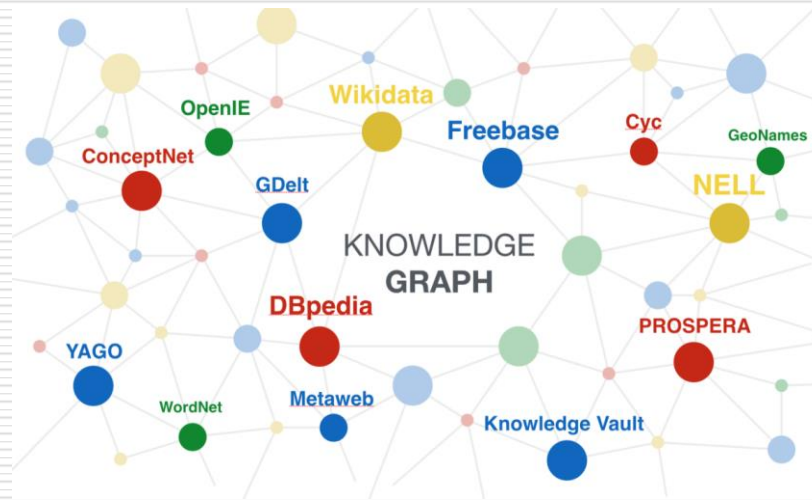 OpenIE
Wikidata
Freebase
Cyc
GeoNames
ConceptNet
GDelt
NELL
KNOWLEDGE
GRAPH
DBpedia
PROSPERA
YAGO
Metaweb
WordNet
Knowledge Vault